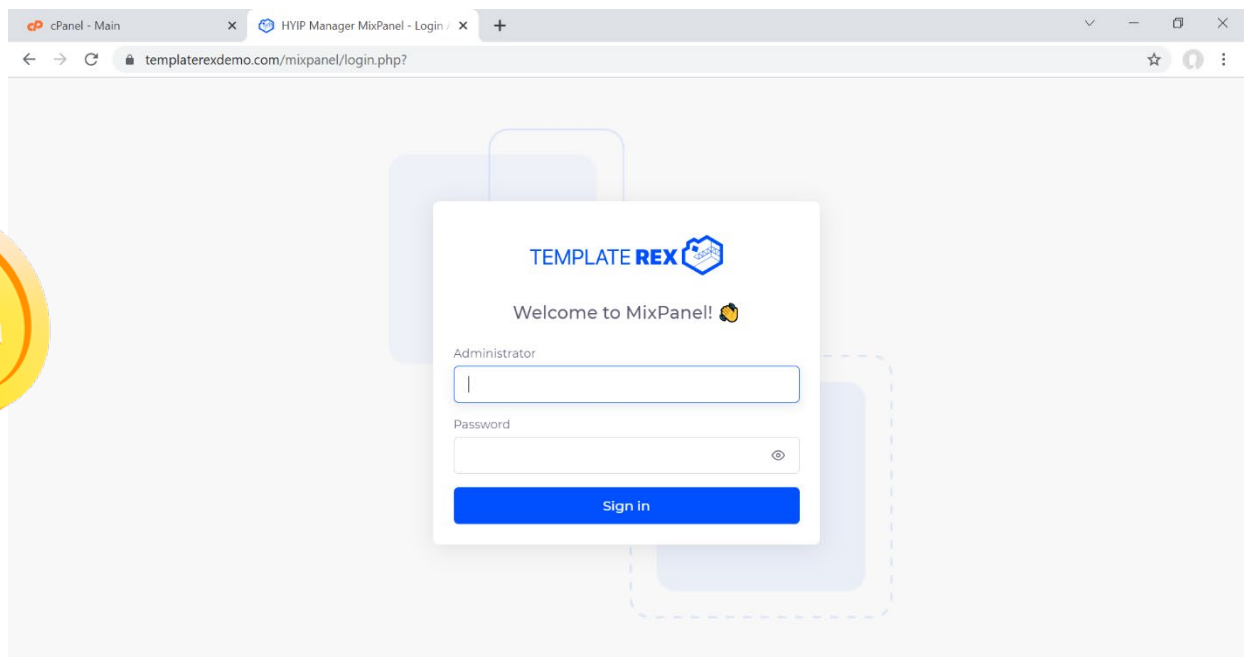 cPanel - Main
HYIP Manager MixPanel - Login /
templaterexdemo.com/mixpanel/login.php?
TEMPLATE REX
Welcome to MixPanel!
Administrator
Password
Sign in